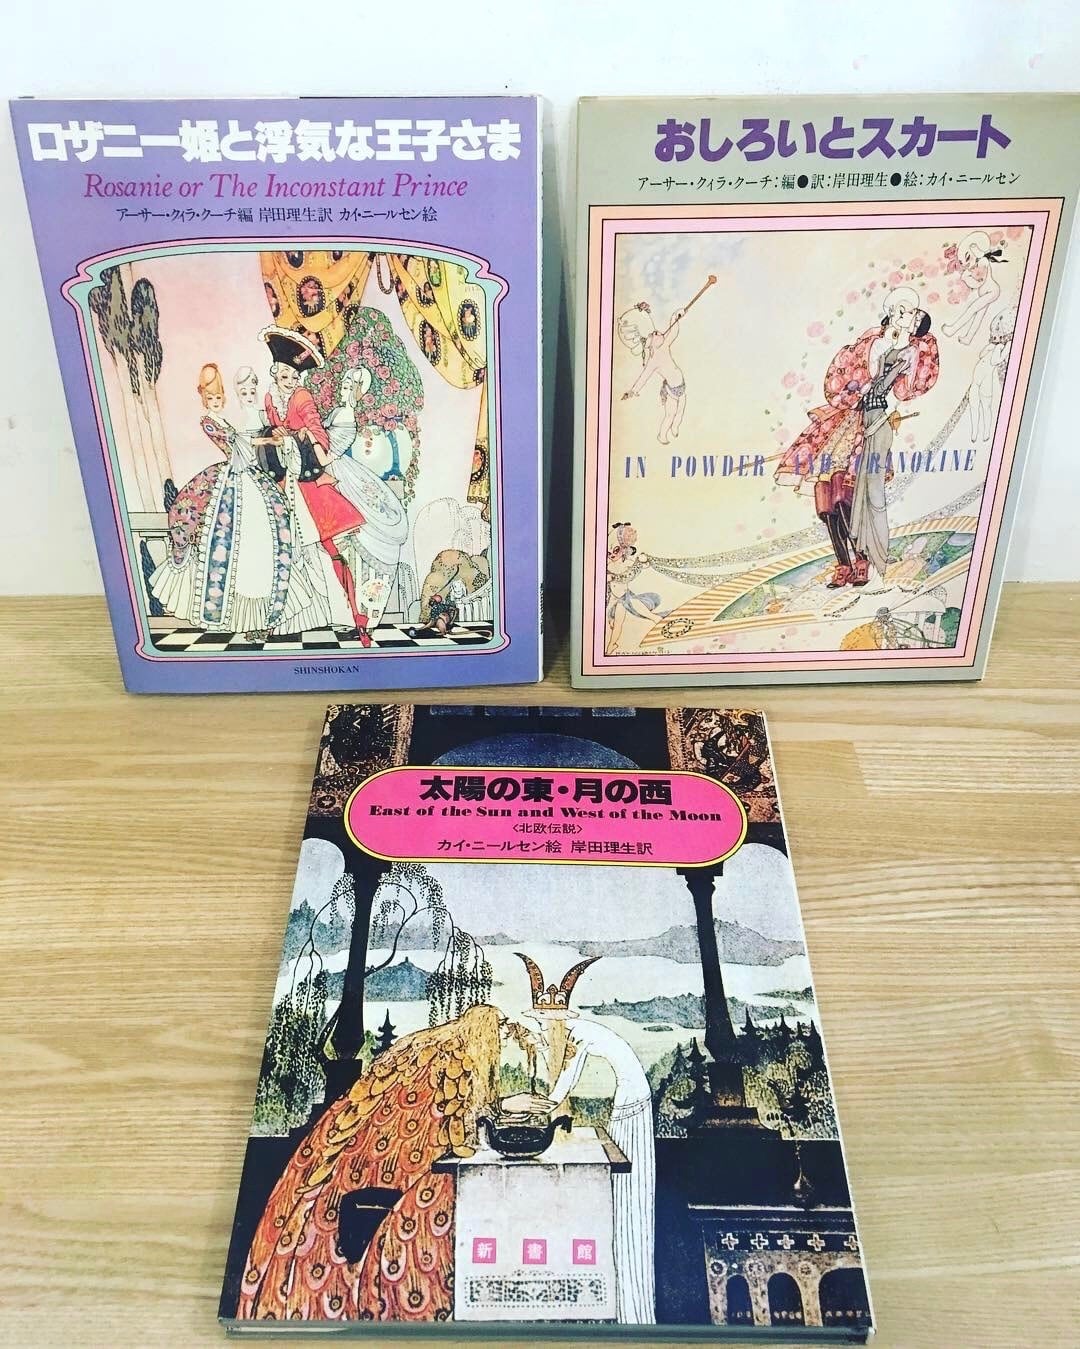 ロザニー姫と浮気な王子さま
Rosanie or The Inconstant Prince
アーサー・クィラ・クーチ編 岸田理生訳 カイ・ニールセン絵
SHINSHOKAN
おしろいとスカート
アーサー・クィラ・クーチ:編●訳:岸田理生●絵:カイ・ニールセン
IN POWDER AND CRINOLINE
太陽の東・月の西
East of the Sun and West of the Moon
〈北欧伝説〉
カイ・ニールセン絵 岸田理生訳
新書館